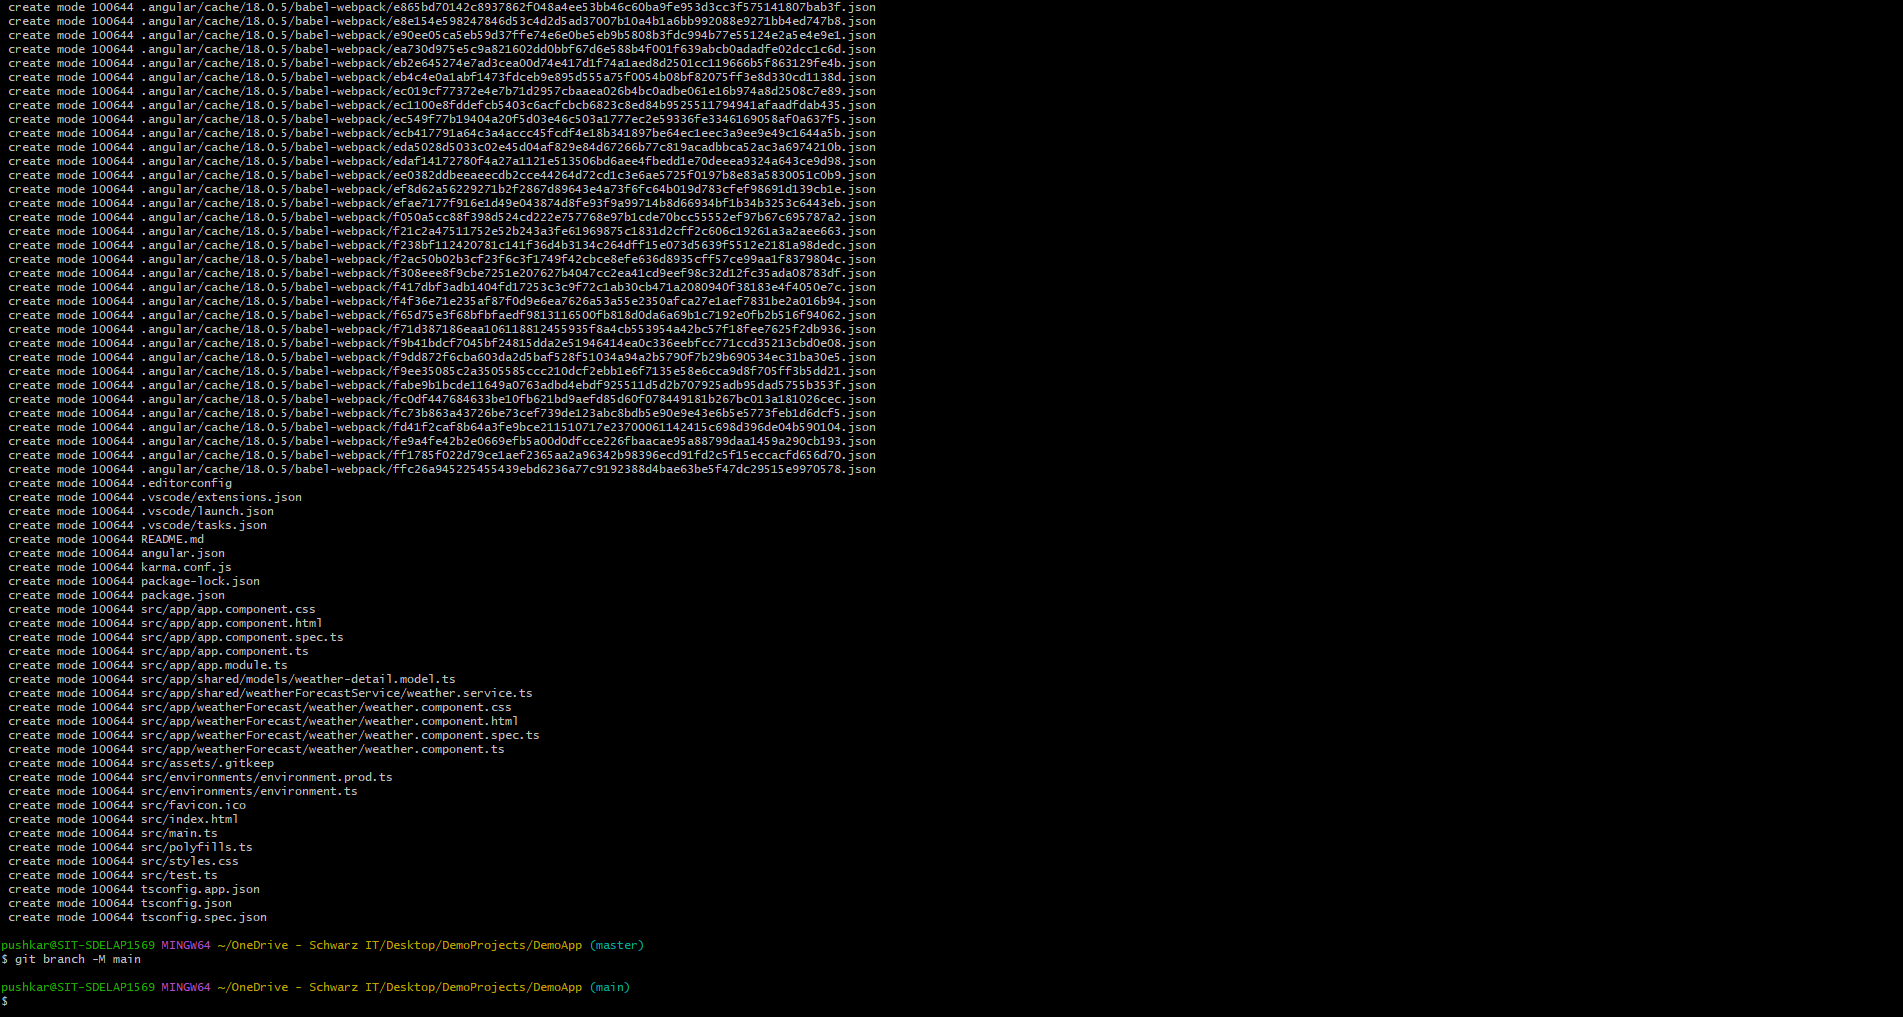 create mode 100644 .angular/cache/18.0.5/babel-webpack/e865bd70142c8937862f048a4ee53bb46c60ba9fe953d3cc3f575141807bab3f.json
create mode 100644 .angular/cache/18.0.5/babel-webpack/e8e154e598247846d53c4d2d5ad37007b10a4b1a6bb992088e9271bb4ed747b8.json
create mode 100644 .angular/cache/18.0.5/babel-webpack/e90ee05ca5eb59d37ffe74e6e0be5eb9b5808b3fdc994b77e55124e2a5e4e9e1.json
create mode 100644 .angular/cache/18.0.5/babel-webpack/ea730d975e5c9a821602dd0bbf67d6e588b4f001f639abcb0adadfe02dcc1c6d.json
create mode 100644 .angular/cache/18.0.5/babel-webpack/eb2e645274e7ad3cea00d74e417d1f74a1aed8d2501cc119666b5f863129fe4b.json
create mode 100644 .angular/cache/18.0.5/babel-webpack/eb4c4e0a1abf1473fdceb9e895d555a75f0054b08bf82075ff3e8d330cd1138d.json
create mode 100644 .angular/cache/18.0.5/babel-webpack/ec019cf77372e4e7b71d2957cbaaea026b4bc0adbe061e16b974a8d2508c7e89.json
create mode 100644 .angular/cache/18.0.5/babel-webpack/ec1100e8fddefcb5403c6acfcbcb6823c8ed84b9525511794941afaadfdab435.json
create mode 100644 .angular/cache/18.0.5/babel-webpack/ec549f77b19404a20f5d03e46c503a1777ec2e59336fe3346169058af0a637f5.json
create mode 100644 .angular/cache/18.0.5/babel-webpack/ecb417791a64c3a4accc45fcdf4e18b341897be64ec1eec3a9ee9e49c1644a5b.json
create mode 100644 .angular/cache/18.0.5/babel-webpack/eda5028d5033c02e45d04af829e84d67266b77c819acadbbca52ac3a6974210b.json
create mode 100644 .angular/cache/18.0.5/babel-webpack/edaf14172780f4a27a1121e513506bd6aee4fbedd1e70deeea9324a643ce9d98.json
create mode 100644 .angular/cache/18.0.5/babel-webpack/ee0382ddbeeaeecdb2cce44264d72cd1c3e6ae5725f0197b8e83a5830051c0b9.json
create mode 100644 .angular/cache/18.0.5/babel-webpack/ef8d62a56229271b2f2867d89643e4a73f6fc64b019d783cfef98691d139cb1e.json
create mode 100644 .angular/cache/18.0.5/babel-webpack/efae7177f916e1d49e043874d8fe93f9a99714b8d66934bf1b34b3253c6443eb.json
create mode 100644 .angular/cache/18.0.5/babel-webpack/f050a5cc88f398d524cd222e757768e97b1cde70bcc55552ef97b67c695787a2.json
create mode 100644 .angular/cache/18.0.5/babel-webpack/f21c2a47511752e52b243a3fe61969875c1831d2cff2c606c19261a3a2aee663.json
create mode 100644 .angular/cache/18.0.5/babel-webpack/f238bf112420781c141f36d4b3134c264dff15e073d5639f5512e2181a98dedc.json
create mode 100644 .angular/cache/18.0.5/babel-webpack/f2ac50b02b3cf23f6c3f1749f42cbce8efe636d8935cff57ce99aa1f8379804c.json
create mode 100644 .angular/cache/18.0.5/babel-webpack/f308eee8f9cbe7251e207627b4047cc2ea41cd9eef98c32d12fc35ada08783df.json
create mode 100644 .angular/cache/18.0.5/babel-webpack/f417dbf3adb1404fd17253c3c9f72c1ab30cb471a2080940f38183e4f4050e7c.json
create mode 100644 .angular/cache/18.0.5/babel-webpack/f4f36e71e235af87f0d9e6ea7626a53a55e2350afca27e1aef7831be2a016b94.json
create mode 100644 .angular/cache/18.0.5/babel-webpack/f65d75e3f68bfbfaedf9813116500fb818d0da6a69b1c7192e0fb2b516f94062.json
create mode 100644 .angular/cache/18.0.5/babel-webpack/f71d387186eaa106118812455935f8a4cb553954a42bc57f18fee7625f2db936.json
create mode 100644 .angular/cache/18.0.5/babel-webpack/f9b41bdcf7045bf24815dda2e51946414ea0c336eebfcc771ccd35213cbd0e08.json
create mode 100644 .angular/cache/18.0.5/babel-webpack/f9dd872f6cba603da2d5baf528f51034a94a2b5790f7b29b690534ec31ba30e5.json
create mode 100644 .angular/cache/18.0.5/babel-webpack/f9ee35085c2a3505585ccc210dcf2ebb1e6f7135e58e6cca9d8f705ff3b5dd21.json
create mode 100644 .angular/cache/18.0.5/babel-webpack/fabe9b1bcde11649a0763adbd4ebdf925511d5d2b707925adb95dad5755b353f.json
create mode 100644 .angular/cache/18.0.5/babel-webpack/fc0df447684633be10fb621bd9aefd85d60f078449181b267bc013a181026cec.json
create mode 100644 .angular/cache/18.0.5/babel-webpack/fc73b863a43726be73cef739de123abc8bdb5e90e9e43e6b5e5773feb1d6dcf5.json
create mode 100644 .angular/cache/18.0.5/babel-webpack/fd41f2caf8b64a3fe9bce211510717e23700061142415c698d396de04b590104.json
create mode 100644 .angular/cache/18.0.5/babel-webpack/fe9a4fe42b2e0669efb5a00d0dfcce226fbaacae95a88799daa1459a290cb193.json
create mode 100644 .angular/cache/18.0.5/babel-webpack/ff1785f022d79ce1aef2365aa2a96342b98396ecd91fd2c5f15eccacfd656d70.json
create mode 100644 .angular/cache/18.0.5/babel-webpack/ffc26a945225455439ebd6236a77c9192388d4bae63be5f47dc29515e9970578.json
create mode 100644 .editorconfig
create mode 100644 .vscode/extensions.json
create mode 100644 .vscode/launch.json
create mode 100644 .vscode/tasks.json
create mode 100644 README.md
create mode 100644 angular.json
create mode 100644 karma.conf.js
create mode 100644 package-lock.json
create mode 100644 package.json
create mode 100644 src/app/app.component.css
create mode 100644 src/app/app.component.html
create mode 100644 src/app/app.component.spec.ts
create mode 100644 src/app/app.component.ts
create mode 100644 src/app/app.module.ts
create mode 100644 src/app/shared/models/weather-detail.model.ts
create mode 100644 src/app/shared/weatherForecastService/weather.service.ts
create mode 100644 src/app/weatherForecast/weather/weather.component.css
create mode 100644 src/app/weatherForecast/weather/weather.component.html
create mode 100644 src/app/weatherForecast/weather/weather.component.spec.ts
create mode 100644 src/app/weatherForecast/weather/weather.component.ts
create mode 100644 src/assets/.gitkeep
create mode 100644 src/environments/environment.prod.ts
create mode 100644 src/environments/environment.ts
create mode 100644 src/favicon.ico
create mode 100644 src/index.html
create mode 100644 src/main.ts
create mode 100644 src/polyfills.ts
create mode 100644 src/styles.css
create mode 100644 src/test.ts
create mode 100644 tsconfig.app.json
create mode 100644 tsconfig.json
create mode 100644 tsconfig.spec.json
pushkar@SIT-SDELAP1569 MINGW64 ~/OneDrive - Schwarz IT/Desktop/DemoProjects/DemoApp (master)
$ git branch -M main
pushkar@SIT-SDELAP1569 MINGW64 ~/OneDrive - Schwarz IT/Desktop/DemoProjects/DemoApp (main)
$